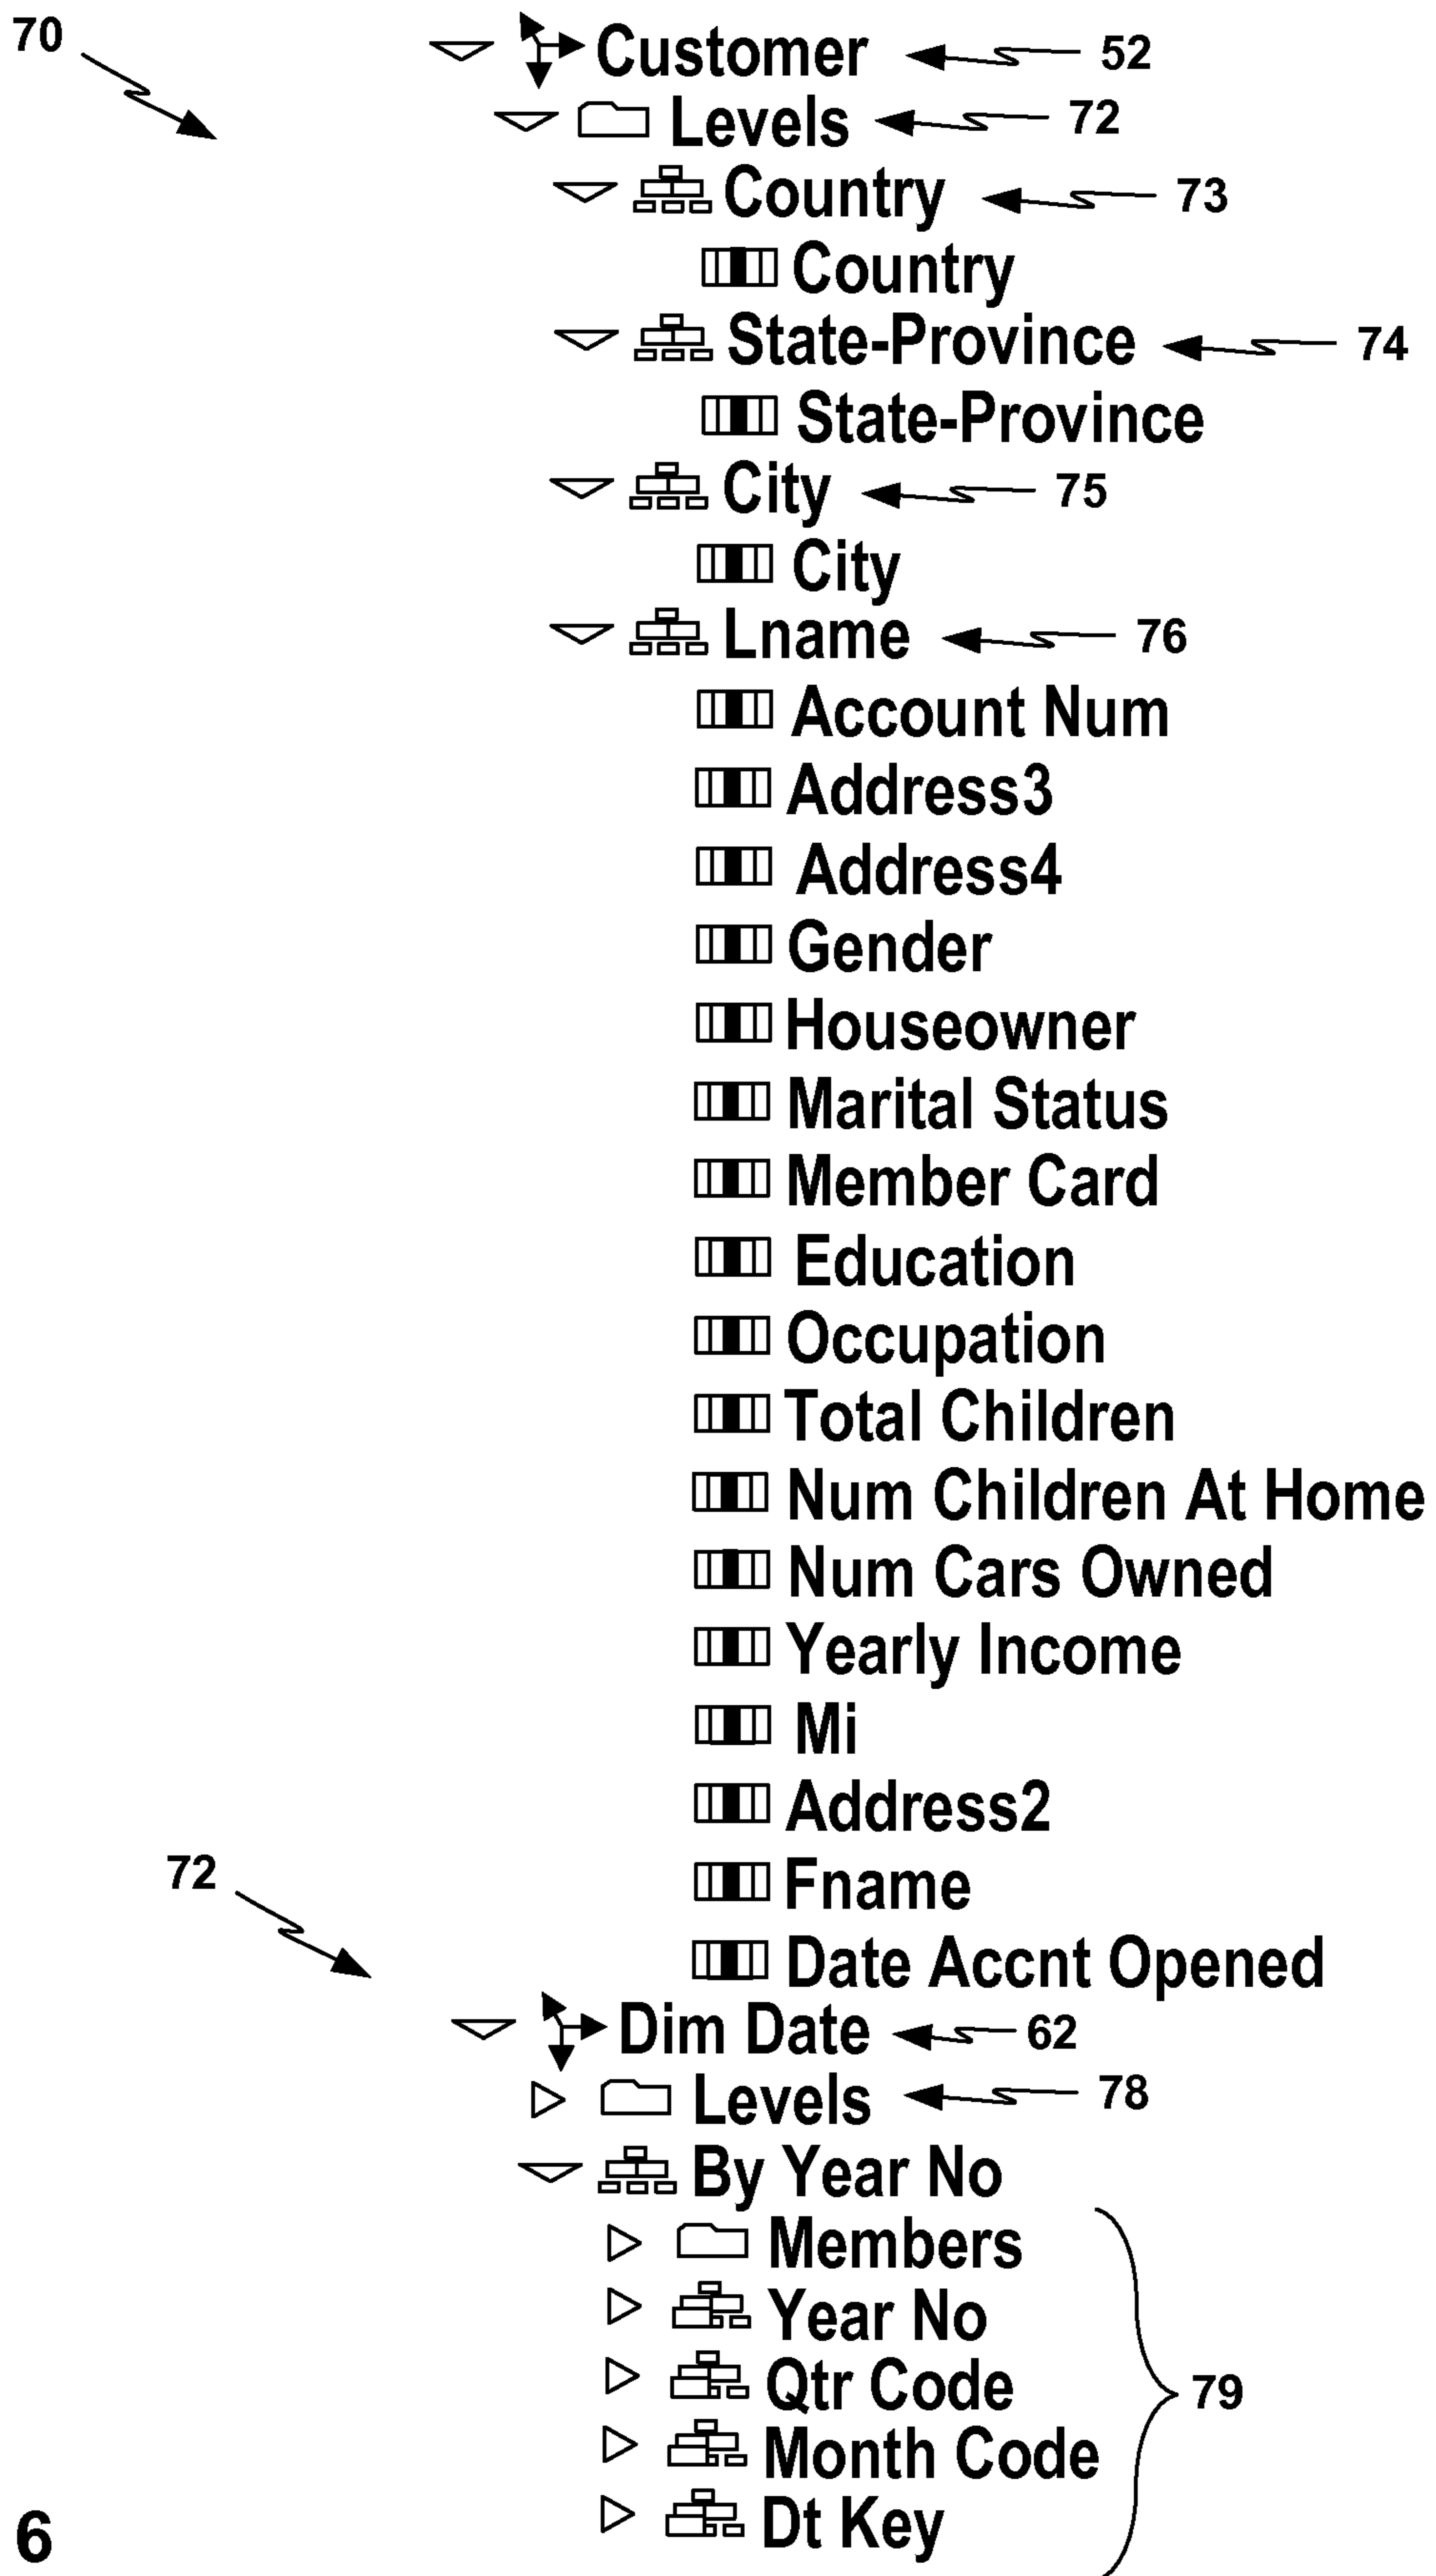 70
Customer 52
Levels 72
Country 73
Country
State-Province 74
State-Province
City 75
City
Lname 76
Account Num
Address3
Address4
Gender
Houseowner
Marital Status
Member Card
Education
Occupation
Total Children
Num Children At Home
Num Cars Owned
Yearly Income
Mi
Address2
72
Fname
Date Accnt Opened
Dim Date 62
Levels 78
By Year No
Members
Year No
Qtr Code 79
Month Code
Dt Key
6